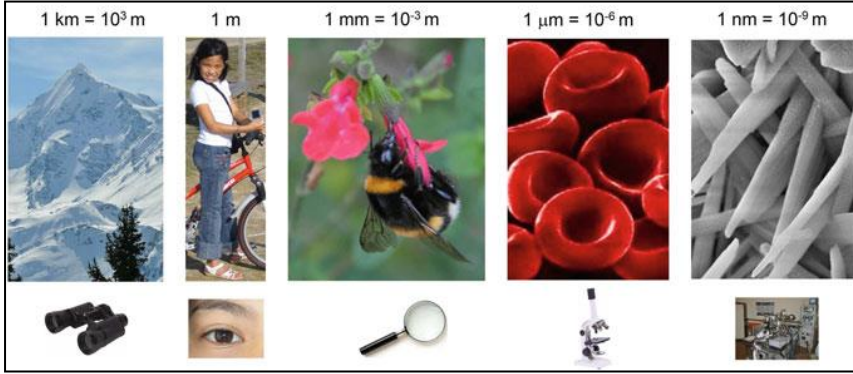 1 km = 10³ m
1 m
1 mm = 10⁻³ m
1 μm = 10⁻⁶ m
1 nm = 10⁻⁹ m